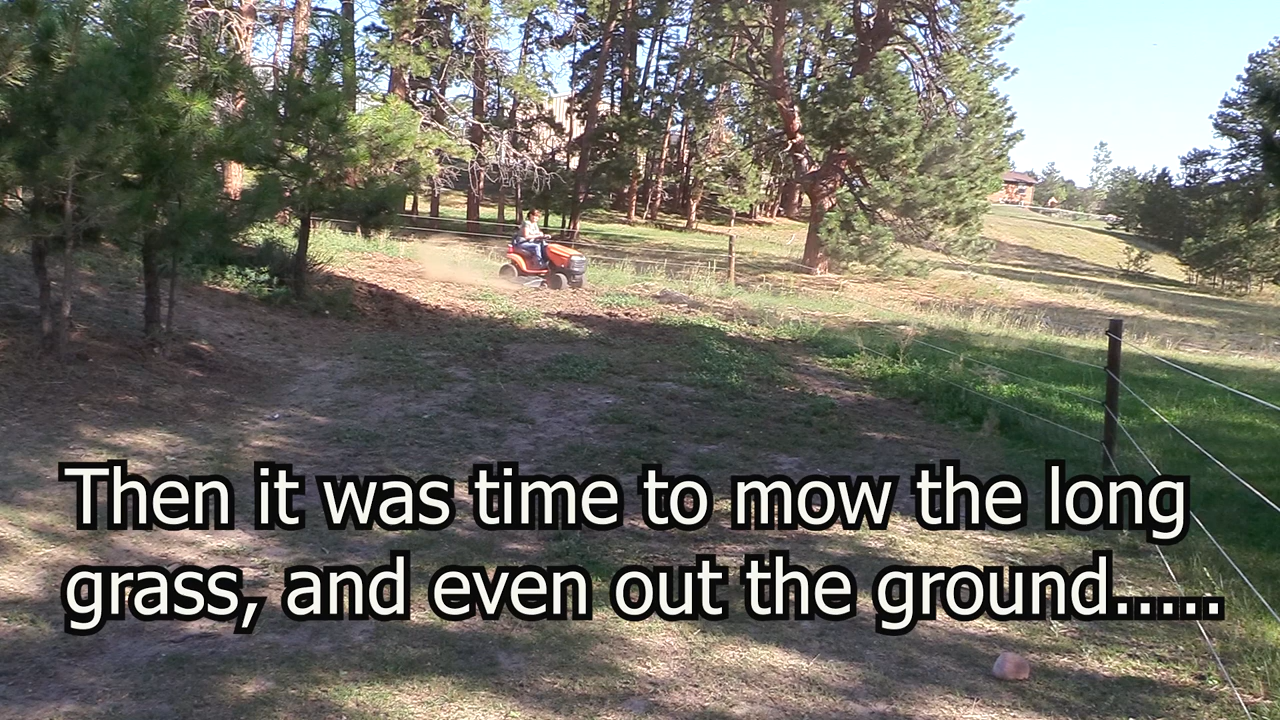 Then it was time to mow the long
grass, and even out the ground.....